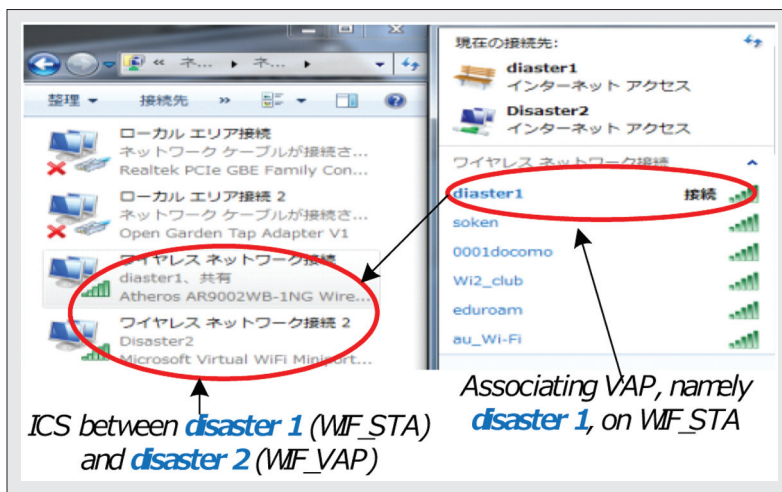 « ネ... ▸ ネ... ▸
整理 ▼ 接続先 »
ローカル エリア接続
ネットワーク ケーブルが接続さ...
Realtek PCIe GBE Family Con...
ローカル エリア接続 2
ネットワーク ケーブルが接続さ...
Open Garden Tap Adapter V1
ワイヤレス ネットワーク接続
diaster1、共有
Atheros AR9002WB-1NG Wire...
ワイヤレス ネットワーク接続 2
Disaster2
Microsoft Virtual WiFi Miniport...
現在の接続先:
diaster1
インターネット アクセス
Disaster2
インターネット アクセス
ワイヤレス ネットワーク接続
diaster1 接続
soken
0001docomo
Wi2_club
eduroam
au_Wi-Fi
ICS between disaster 1 (WIF_STA)
and disaster 2 (WIF_VAP)
Associating VAP, namely
disaster 1, on WIF_STA